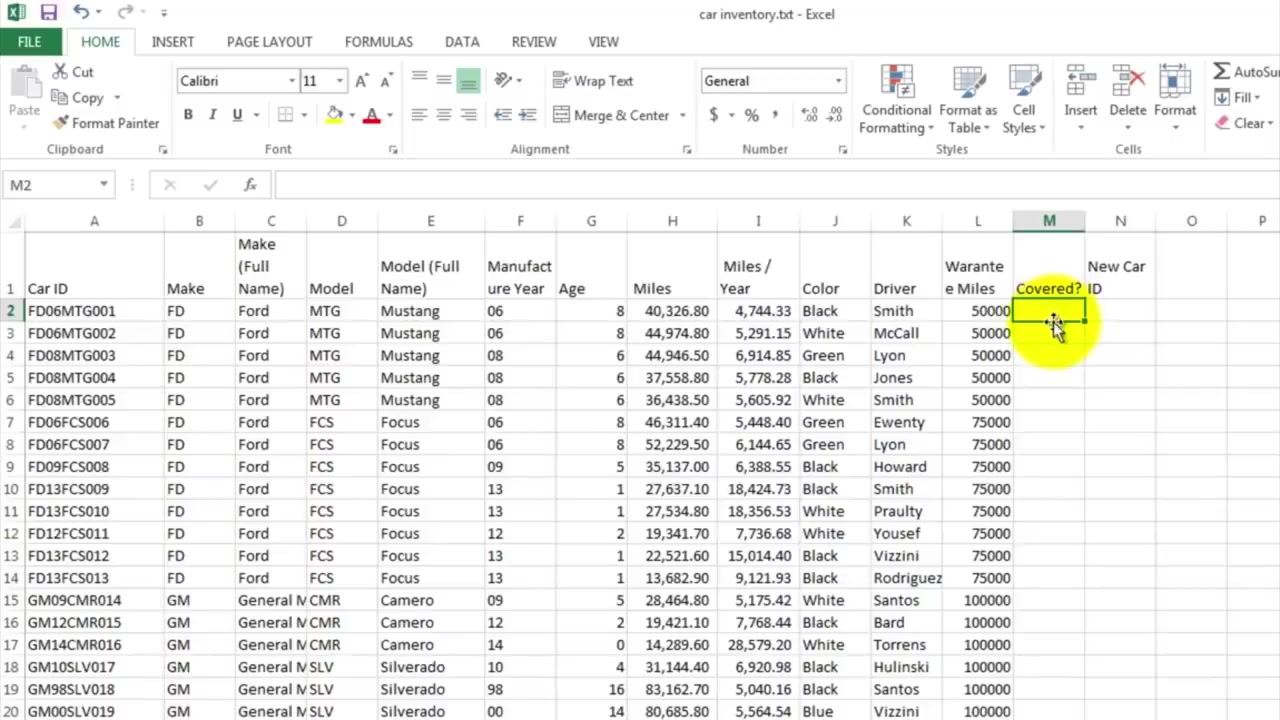 car inventory.txt - Excel
FILE HOME INSERT PAGE LAYOUT FORMULAS DATA REVIEW VIEW
Cut Calibri 11 Wrap Text General AutoSu
Paste Copy Conditional Format as Cell Insert Delete Format Fill
Format Painter B I U Merge & Center $ % , Formatting Table Styles Clear
Clipboard Font Alignment Number Styles Cells
M2 fx
A B C D E F G H I J K L M N O P
1 Car ID Make Make (Full Name) Model Model (Full Name) Manufacture Year Age Miles Miles / Year Color Driver Warantee Miles Covered? New Car ID
2 FD06MTG001 FD Ford MTG Mustang 06 8 40,326.80 4,744.33 Black Smith 50000
3 FD06MTG002 FD Ford MTG Mustang 06 8 44,974.80 5,291.15 White McCall 50000
4 FD08MTG003 FD Ford MTG Mustang 08 6 44,946.50 6,914.85 Green Lyon 50000
5 FD08MTG004 FD Ford MTG Mustang 08 6 37,558.80 5,778.28 Black Jones 50000
6 FD08MTG005 FD Ford MTG Mustang 08 6 36,438.50 5,605.92 White Smith 50000
7 FD06FCS006 FD Ford FCS Focus 06 8 46,311.40 5,448.40 Green Ewenty 75000
8 FD06FCS007 FD Ford FCS Focus 06 8 52,229.50 6,144.65 Green Lyon 75000
9 FD09FCS008 FD Ford FCS Focus 09 5 35,137.00 6,388.55 Black Howard 75000
10 FD13FCS009 FD Ford FCS Focus 13 1 27,637.10 18,424.73 Black Smith 75000
11 FD13FCS010 FD Ford FCS Focus 13 1 27,534.80 18,356.53 White Praulty 75000
12 FD12FCS011 FD Ford FCS Focus 12 2 19,341.70 7,736.68 White Yousef 75000
13 FD13FCS012 FD Ford FCS Focus 13 1 22,521.60 15,014.40 Black Vizzini 75000
14 FD13FCS013 FD Ford FCS Focus 13 1 13,682.90 9,121.93 Black Rodriguez 75000
15 GM09CMR014 GM General M CMR Camero 09 5 28,464.80 5,175.42 White Santos 100000
16 GM12CMR015 GM General M CMR Camero 12 2 19,421.10 7,768.44 Black Bard 100000
17 GM14CMR016 GM General M CMR Camero 14 0 14,289.60 28,579.20 White Torrens 100000
18 GM10SLV017 GM General M SLV Silverado 10 4 31,144.40 6,920.98 Black Hulinski 100000
19 GM98SLV018 GM General M SLV Silverado 98 16 83,162.70 5,040.16 Black Santos 100000
20 GM00SLV019 GM General M SLV Silverado 00 14 80,685.80 5,564.54 Blue Vizzini 100000